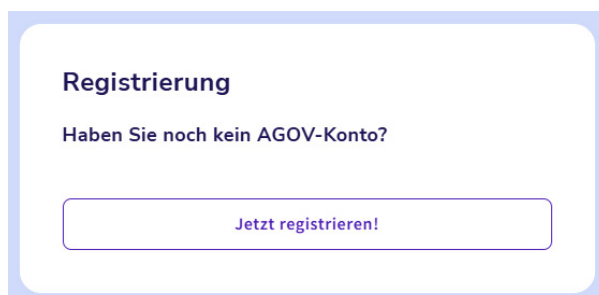 Registrierung
Haben Sie noch kein AGOV-Konto?
Jetzt registrieren!